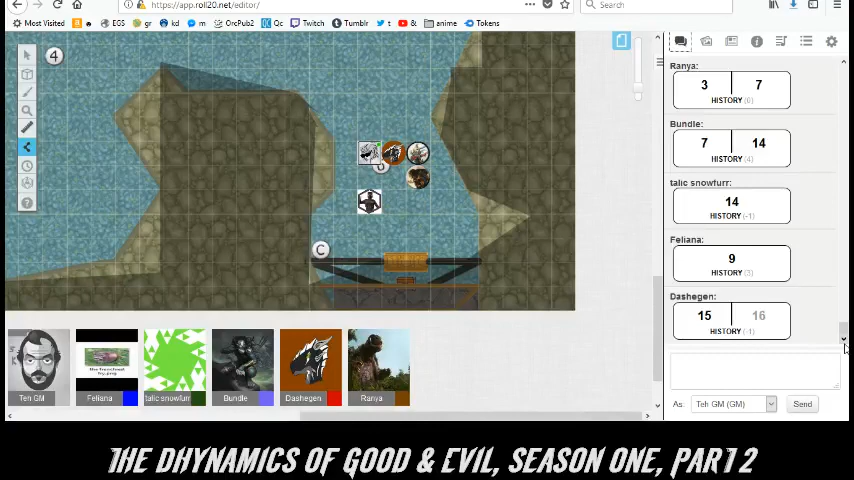 https://app.roll20.net/editor/
Search
Most Visited
EGS
gr
kd
m
OrcPub2
Qc
Twitch
Tumblr
&
anime
Tokens
4
C
Ranya:
3 7
HISTORY (0)
Bundle:
7 14
HISTORY (4)
talic snowfurr:
14
HISTORY (-1)
Feliana:
9
HISTORY (3)
Dashegen:
15 16
HISTORY (-1)
Teh GM
Feliana
talic snowfurr
Bundle
Dashegen
Ranya
As: Teh GM (GM) Send
THE DHYNAMICS OF GOOD & EVIL, SEASON ONE, PART 2